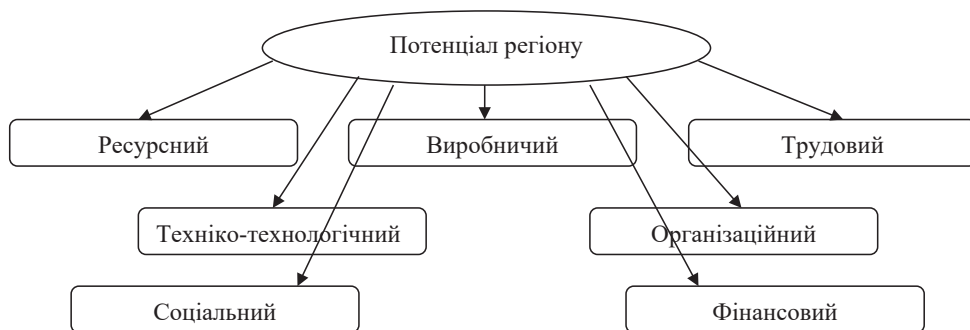 Потенціал регіону
Ресурсний
Виробничий
Трудовий
Техніко-технологічний
Організаційний
Соціальний
Фінансовий